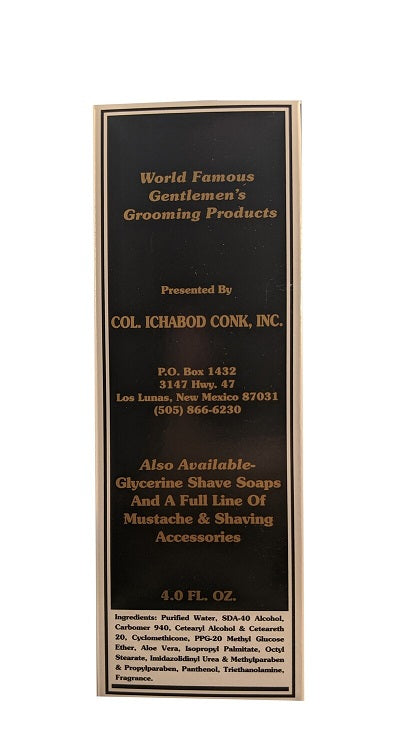 World Famous
Gentlemen's
Grooming Products
Presented By
COL. ICHABOD CONK, INC.
P.O. Box 1432
3147 Hwy. 47
Los Lunas, New Mexico 87031
(505) 866-6230
Also Available-
Glycerine Shave Soaps
And A Full Line Of
Mustache & Shaving
Accessories
4.0 FL. OZ.
Ingredients: Purified Water, SDA-40 Alcohol,
Carbomer 940, Cetearyl Alcohol & Ceteareth
20, Cyclomethicone, PPG-20 Methyl Glucose
Ether, Aloe Vera, Isopropyl Palmitate, Octyl
Stearate, Imidazolidinyl Urea & Methylparaben
& Propylparaben, Panthenol, Triethanolamine,
Fragrance.